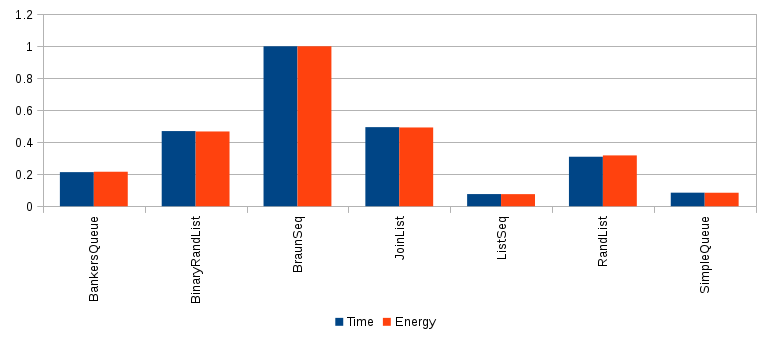 1.2
1
0.8
0.6
0.4
0.2
0
BankersQueue
BinaryRandList
BraunSeq
JoinList
ListSeq
RandList
SimpleQueue
Time Energy